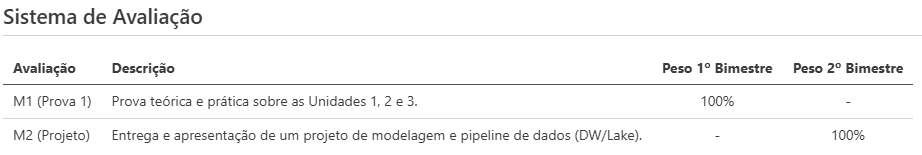 Sistema de Avaliação
Avaliação Descrição Peso 1º Bimestre Peso 2º Bimestre
M1 (Prova 1) Prova teórica e prática sobre as Unidades 1, 2 e 3. 100% -
M2 (Projeto) Entrega e apresentação de um projeto de modelagem e pipeline de dados (DW/Lake). - 100%